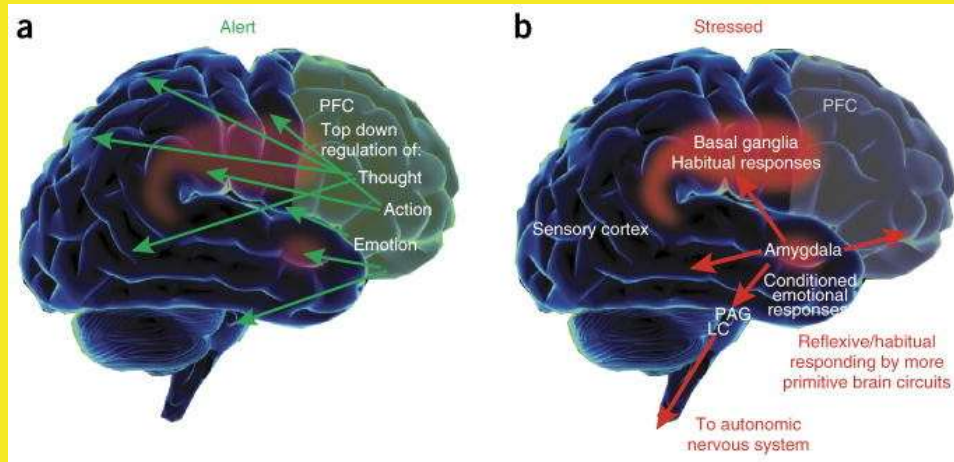 a
Alert
PFC
Top down
regulation of:
Thought
Action
Emotion
b
Stressed
PFC
Basal ganglia
Habitual responses
Sensory cortex
Amygdala
Conditioned
emotional
responses
PAG
LC
Reflexive/habitual
responding by more
primitive brain circuits
To autonomic
nervous system